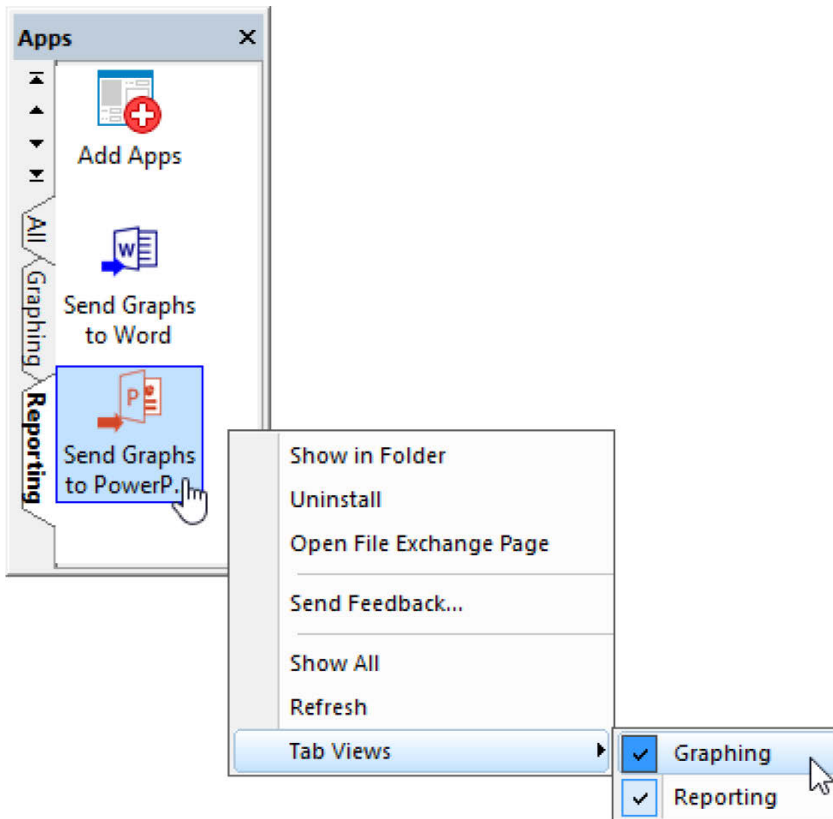 Apps
Add Apps
All
Graphing
Reporting
W
Send Graphs
to Word
P
Send Graphs
to PowerP...
Show in Folder
Uninstall
Open File Exchange Page
Send Feedback...
Show All
Refresh
Tab Views
Graphing
Reporting